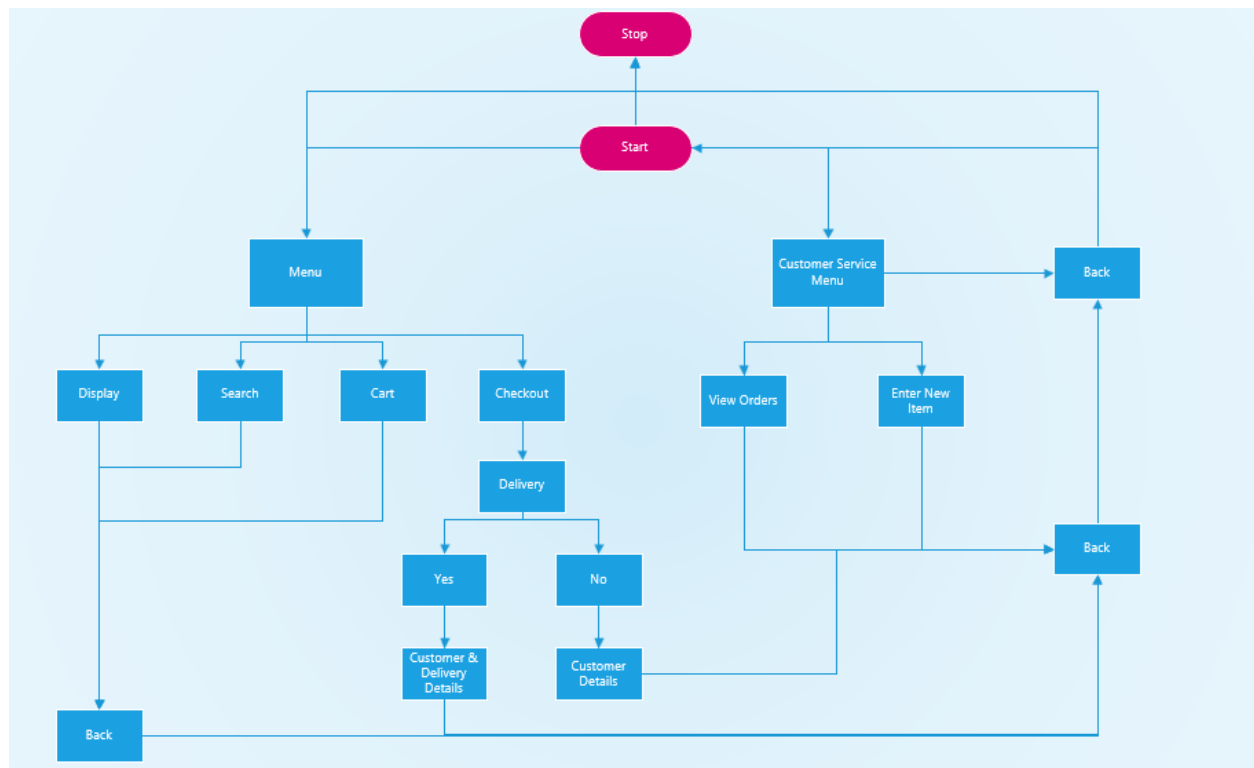 Stop
Start
Menu
Customer Service
Menu
Back
Display
Search
Cart
Checkout
View Orders
Enter New
Item
Delivery
Back
Yes
No
Customer &
Delivery
Details
Customer
Details
Back